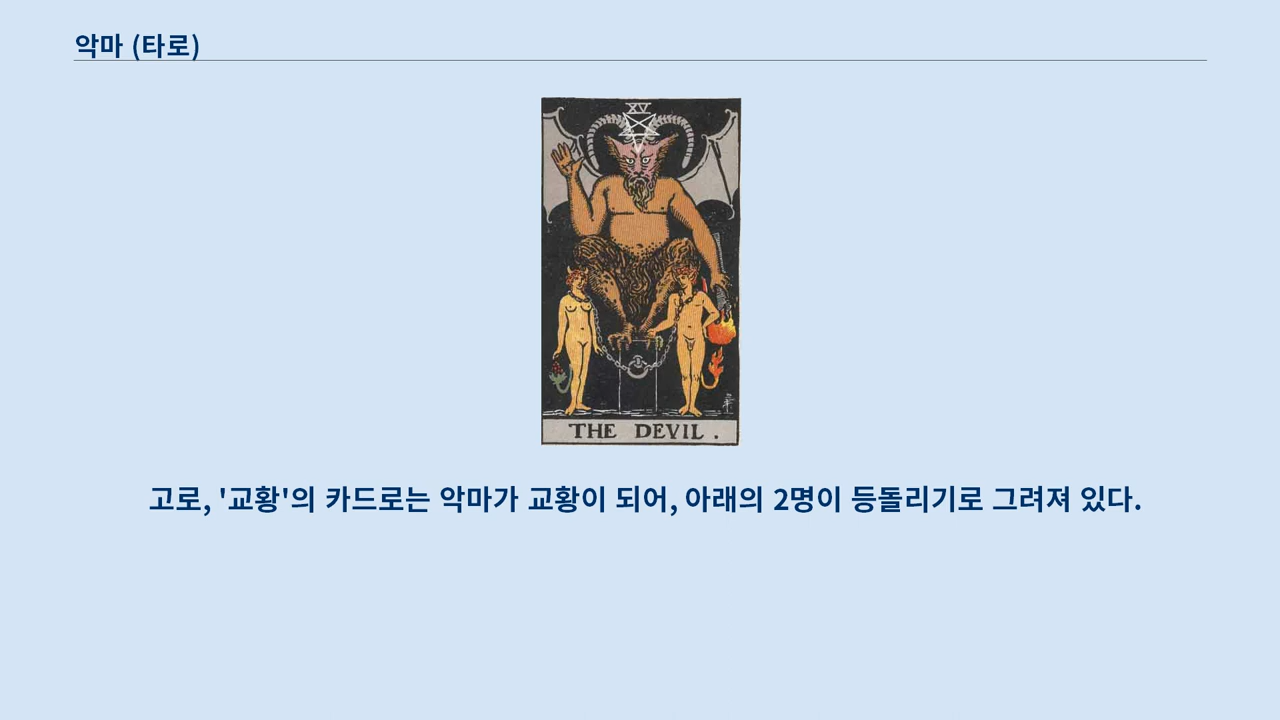 악마 (타로)
XV
THE DEVIL.
고로, '교황'의 카드로는 악마가 교황이 되어, 아래의 2명이 등돌리기로 그려져 있다.